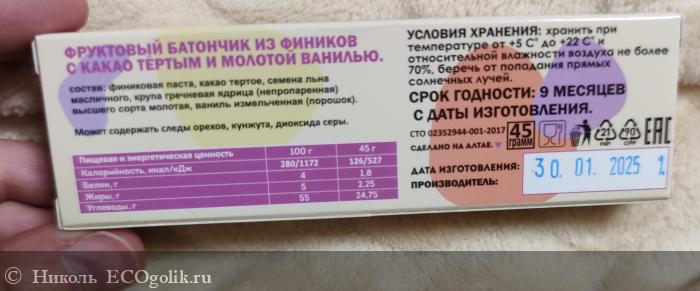 ФРУКТОВЫЙ БАТОНЧИК ИЗ ФИНИКОВ
С КАКАО ТЕРТЫМ И МОЛОТОЙ ВАНИЛЬЮ.
состав: финиковая паста, какао тертое, семена льна
масличного, крупа гречневая ядрица (непропаренная)
высшего сорта молотая, ваниль измельченная (порошок).
Может содержать следы орехов, кунжута, диоксида серы.
Пищевая и энергетическая ценность 100 г 45 г
Калорийность, ккал/кДж 280/1172 126/527
Белки, г 4 1,8
Жиры, г 5 2,25
Углеводы, г 55 24,75
УСЛОВИЯ ХРАНЕНИЯ: хранить при
температуре от +5 С° до +22 С° и
относительной влажности воздуха не более
70%, беречь от попадания прямых
солнечных лучей.
СРОК ГОДНОСТИ: 9 МЕСЯЦЕВ
С ДАТЫ ИЗГОТОВЛЕНИЯ.
СТО 02352944-001-2017
СДЕЛАНО НА АЛТАЕ.
45
ГРАММ
21
PAP
90
EAC
ДАТА ИЗГОТОВЛЕНИЯ:
ПРОИЗВОДИТЕЛЬ:
30. 01. 2025
© Николь ECOgolik.ru